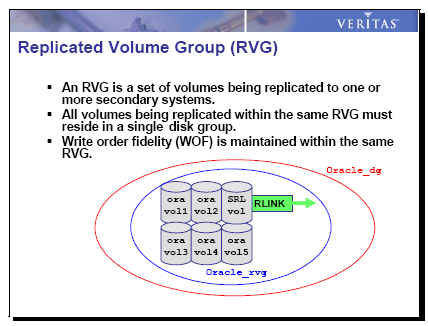 VERITAS™
Replicated Volume Group (RVG)
▪ An RVG is a set of volumes being replicated to one or
more secondary systems.
▪ All volumes being replicated within the same RVG must
reside in a single disk group.
▪ Write order fidelity (WOF) is maintained within the same
RVG.
Oracle_dg
ora ora SRL
vol1 vol2 vol
RLINK
ora ora ora
vol3 vol4 vol5
Oracle_rvg